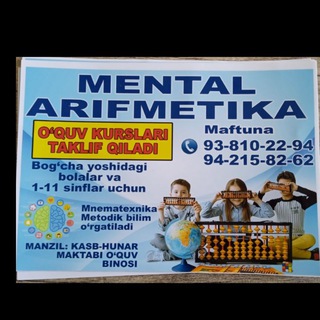 MENTAL
ARIFMETIKA
O'QUV KURSLARI
TAKLIF QILADI
Maftuna
93-810-22-94
94-215-82-62
Bog'cha yoshidagi
bolalar va
1-11 sinflar uchun
Mnematexnika
Metodik bilim
o'rgatiladi
MANZIL: KASB-HUNAR
MAKTABI O'QUV
BINOSI